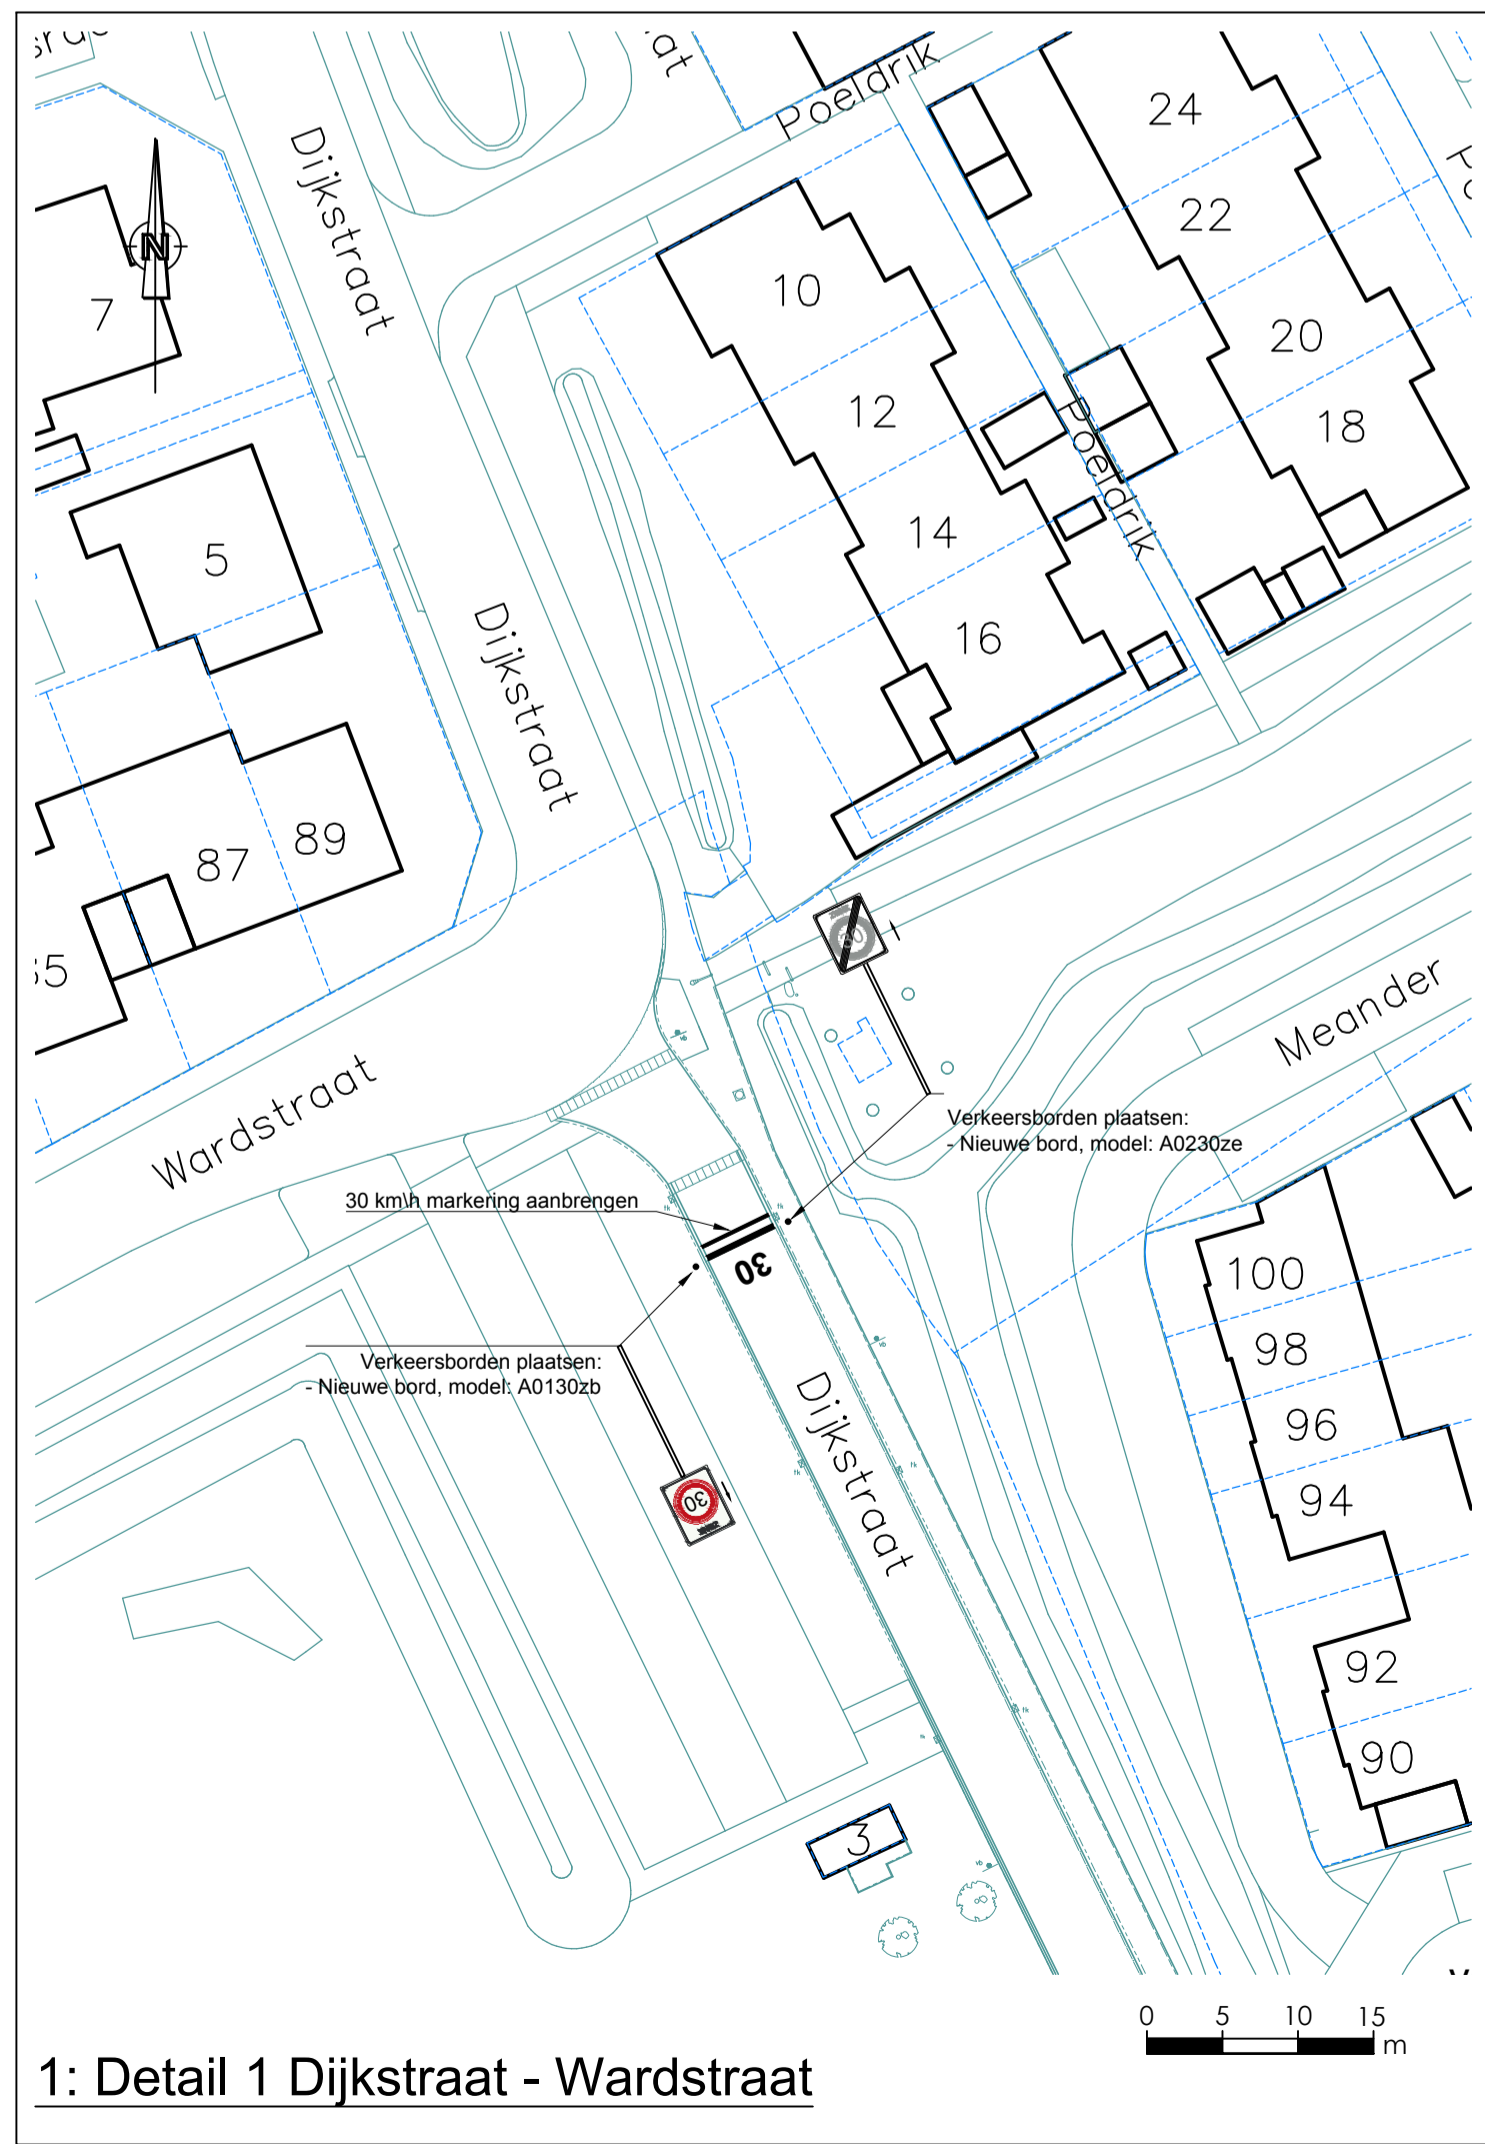 Poeldrik
24
Dijkstraat
22
N
7
10
20
12
18
Poeldrik
5
14
16
Dijkstraat
89
87
30
Meander
Wardstraat
Verkeersborden plaatsen:
- Nieuwe bord, model: A0230ze
30 km\h markering aanbrengen
30
100
98
Verkeersborden plaatsen:
- Nieuwe bord, model: A0130zb
Dijkstraat
96
94
30
92
90
3
0 5 10 15
m
1: Detail 1 Dijkstraat - Wardstraat